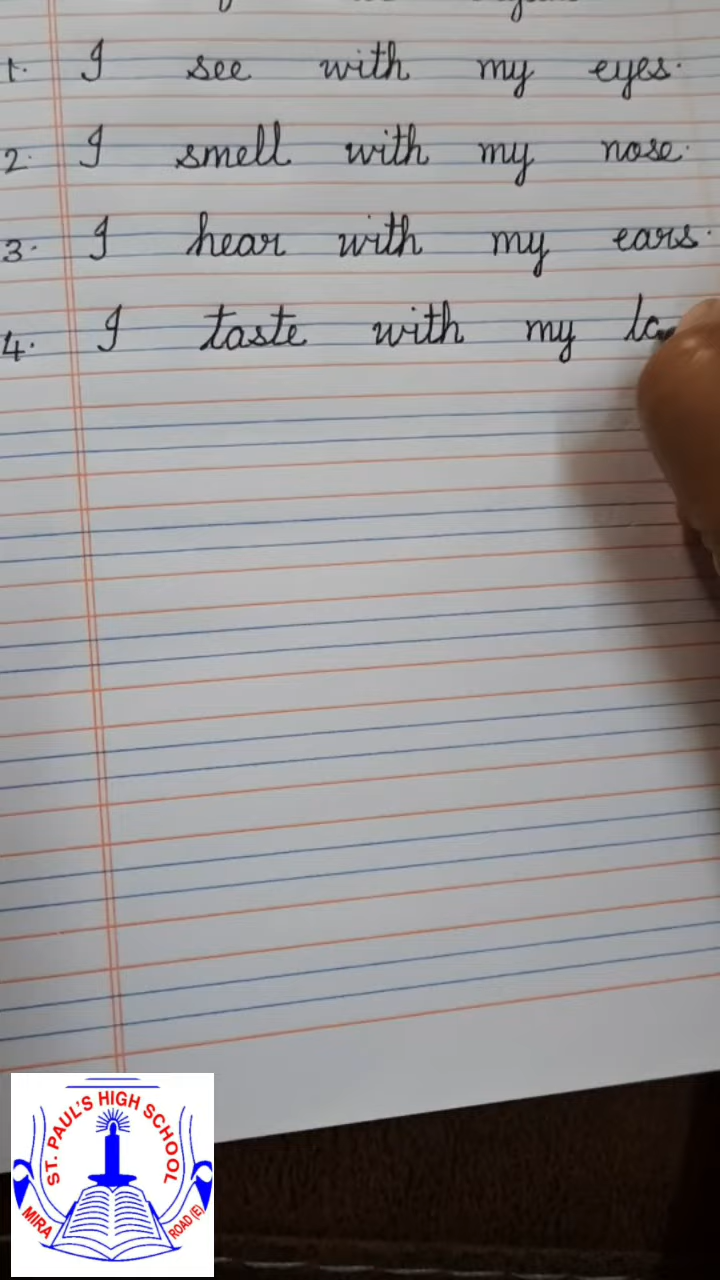 1. I see with my eyes.
2. I smell with my nose.
3. I hear with my ears.
4. I taste with my
ST. PAUL'S HIGH SCHOOL
MIRA ROAD (E)